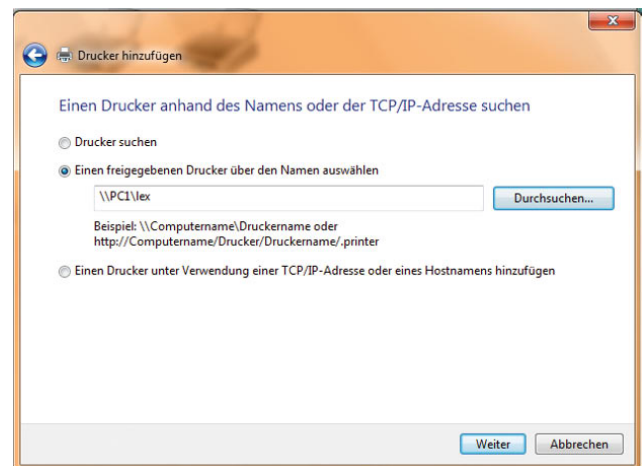 Drucker hinzufügen
Einen Drucker anhand des Namens oder der TCP/IP-Adresse suchen
Drucker suchen
Einen freigegebenen Drucker über den Namen auswählen
\\PC1\lex
Durchsuchen...
Beispiel: \\Computername\Druckername oder
http://Computername/Drucker/Druckername/.printer
Einen Drucker unter Verwendung einer TCP/IP-Adresse oder eines Hostnamens hinzufügen
Weiter
Abbrechen